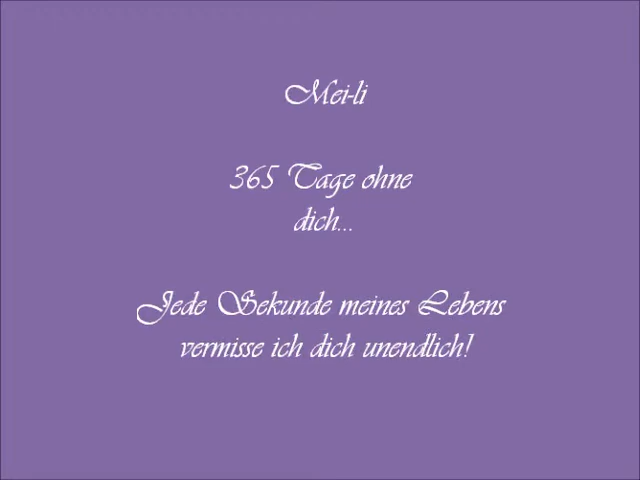 Mei-li
365 Tage ohne
dich...
Jede Sekunde meines Lebens
vermisse ich dich unendlich!